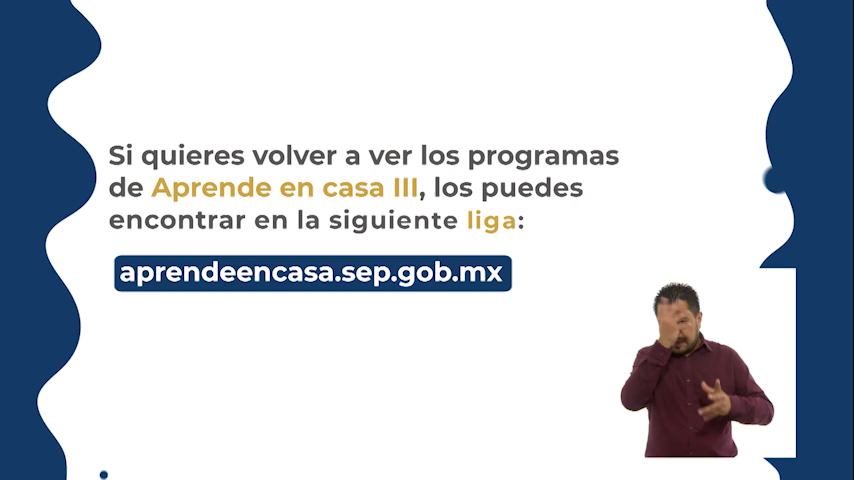 Si quieres volver a ver los programas
de Aprende en casa III, los puedes
encontrar en la siguiente liga:
aprendeencasa.sep.gob.mx